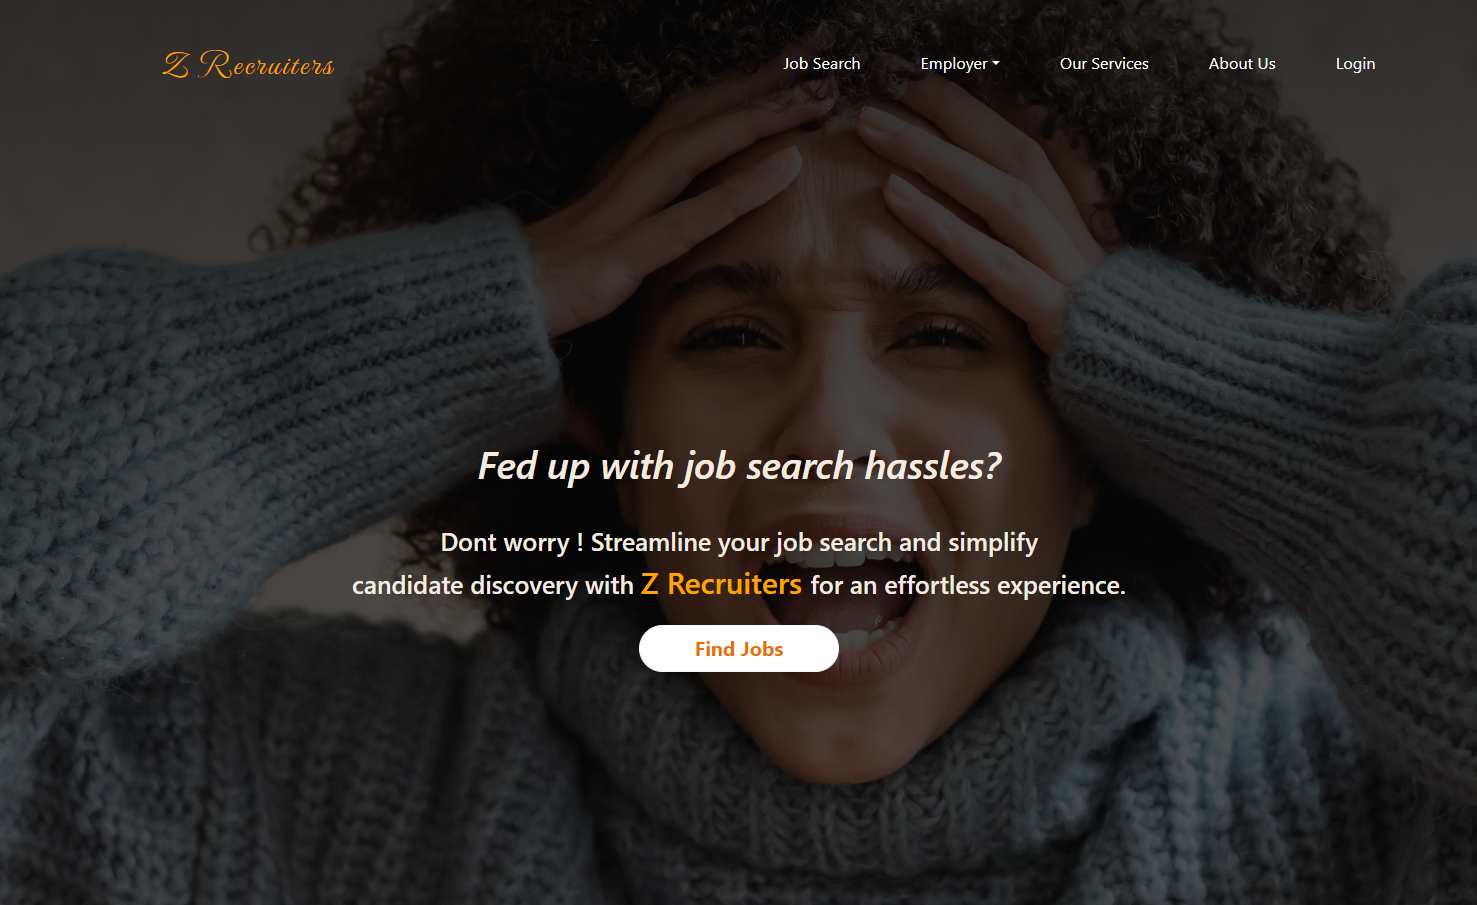 Z Recruiters
Job Search
Employer
Our Services
About Us
Login
Fed up with job search hassles?
Dont worry ! Streamline your job search and simplify
candidate discovery with Z Recruiters for an effortless experience.
Find Jobs